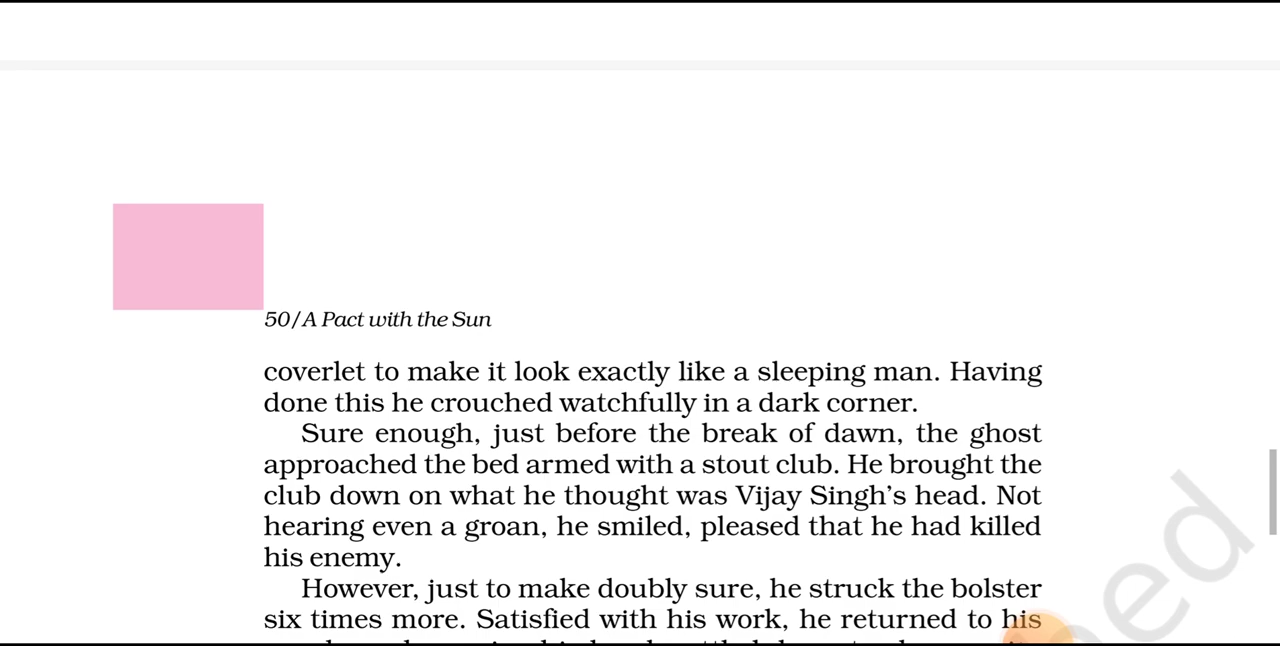 50/A Pact with the Sun
coverlet to make it look exactly like a sleeping man. Having
done this he crouched watchfully in a dark corner.
Sure enough, just before the break of dawn, the ghost
approached the bed armed with a stout club. He brought the
club down on what he thought was Vijay Singh's head. Not
hearing even a groan, he smiled, pleased that he had killed
his enemy.
However, just to make doubly sure, he struck the bolster
six times more. Satisfied with his work, he returned to his